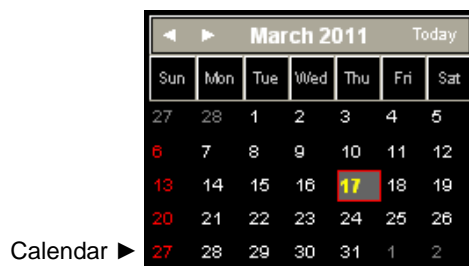 ◄ ► March 2011 Today
Sun Mon Tue Wed Thu Fri Sat
27 28 1 2 3 4 5
6 7 8 9 10 11 12
13 14 15 16 17 18 19
20 21 22 23 24 25 26
Calendar ► 27 28 29 30 31 1 2